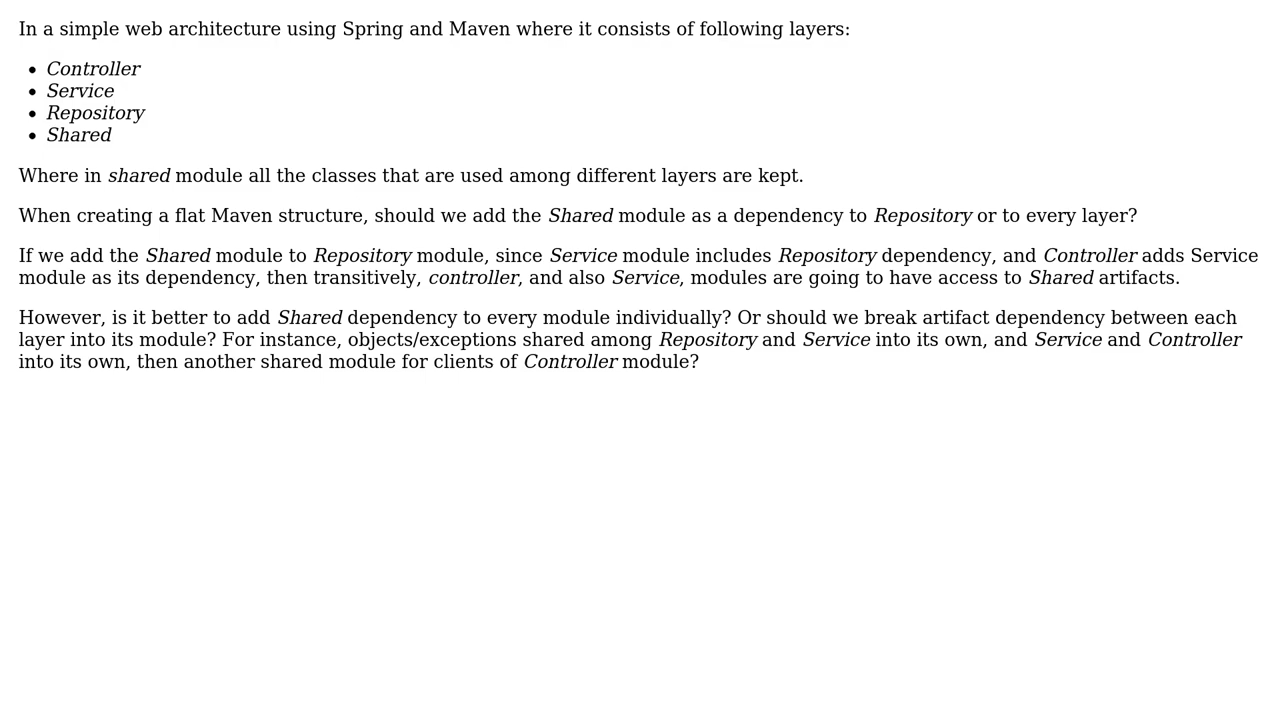 In a simple web architecture using Spring and Maven where it consists of following layers:
• Controller
• Service
• Repository
• Shared
Where in shared module all the classes that are used among different layers are kept.
When creating a flat Maven structure, should we add the Shared module as a dependency to Repository or to every layer?
If we add the Shared module to Repository module, since Service module includes Repository dependency, and Controller adds Service
module as its dependency, then transitively, controller, and also Service, modules are going to have access to Shared artifacts.
However, is it better to add Shared dependency to every module individually? Or should we break artifact dependency between each
layer into its module? For instance, objects/exceptions shared among Repository and Service into its own, and Service and Controller
into its own, then another shared module for clients of Controller module?